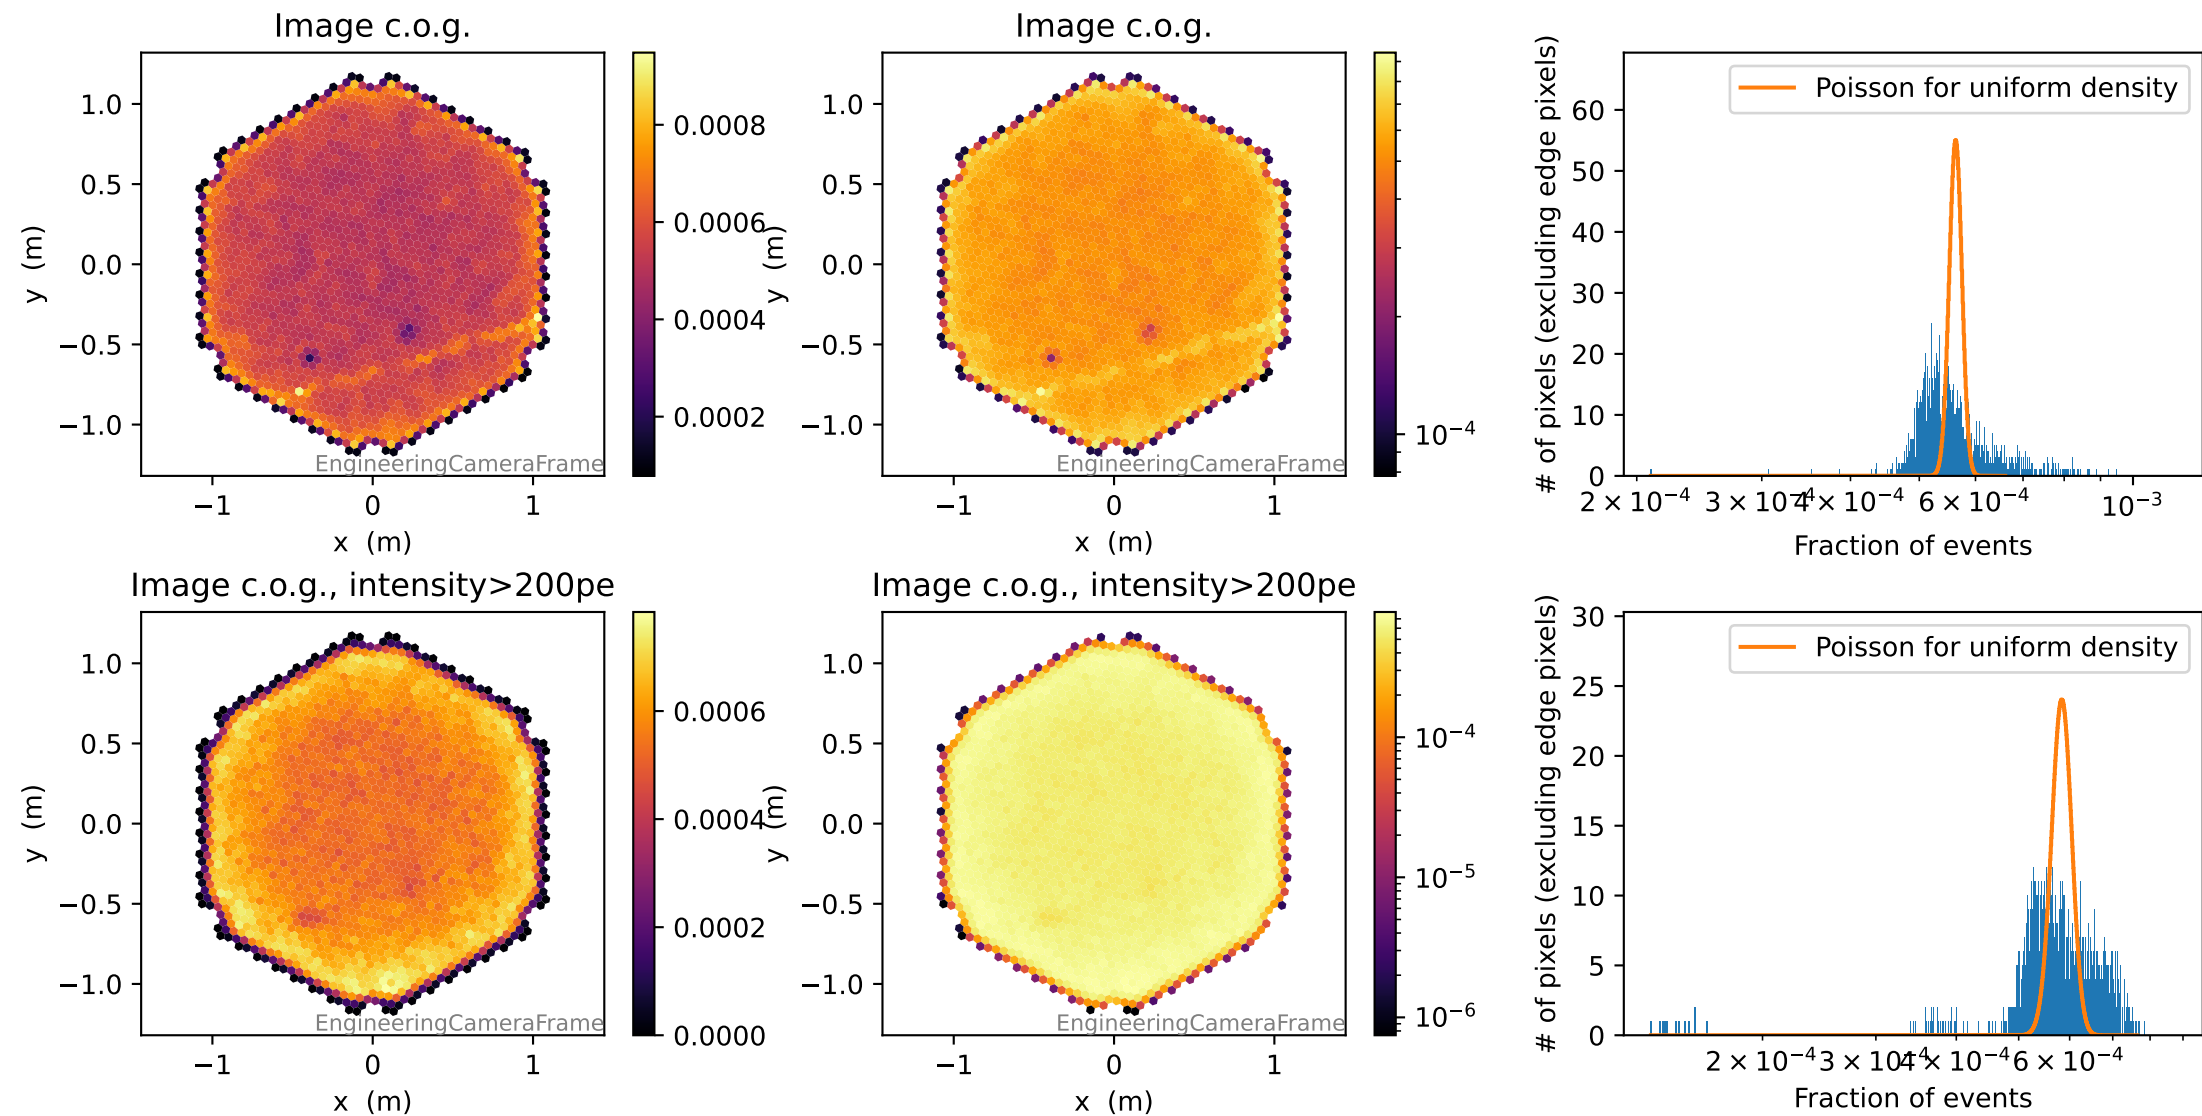 Image c.o.g.
1.0
0.5
0.0
−0.5
−1.0
y (m)
−1
0
1
x (m)
EngineeringCameraFrame
0.0008
0.0006
0.0004
0.0002
Image c.o.g.
1.0
0.5
0.0
−0.5
−1.0
y (m)
−1
0
1
x (m)
EngineeringCameraFrame
10⁻⁴
Poisson for uniform density
# of pixels (excluding edge pixels)
60
50
40
30
20
10
0
2 × 10⁻⁴
3 × 10⁻⁴
4 × 10⁻⁴
6 × 10⁻⁴
10⁻³
Fraction of events
Image c.o.g., intensity>200pe
1.0
0.5
0.0
−0.5
−1.0
y (m)
−1
0
1
x (m)
EngineeringCameraFrame
0.0006
0.0004
0.0002
0.0000
Image c.o.g., intensity>200pe
1.0
0.5
0.0
−0.5
−1.0
y (m)
−1
0
1
x (m)
EngineeringCameraFrame
10⁻⁴
10⁻⁵
10⁻⁶
Poisson for uniform density
# of pixels (excluding edge pixels)
30
25
20
15
10
5
0
2 × 10⁻⁴
3 × 10⁻⁴
4 × 10⁻⁴
6 × 10⁻⁴
Fraction of events